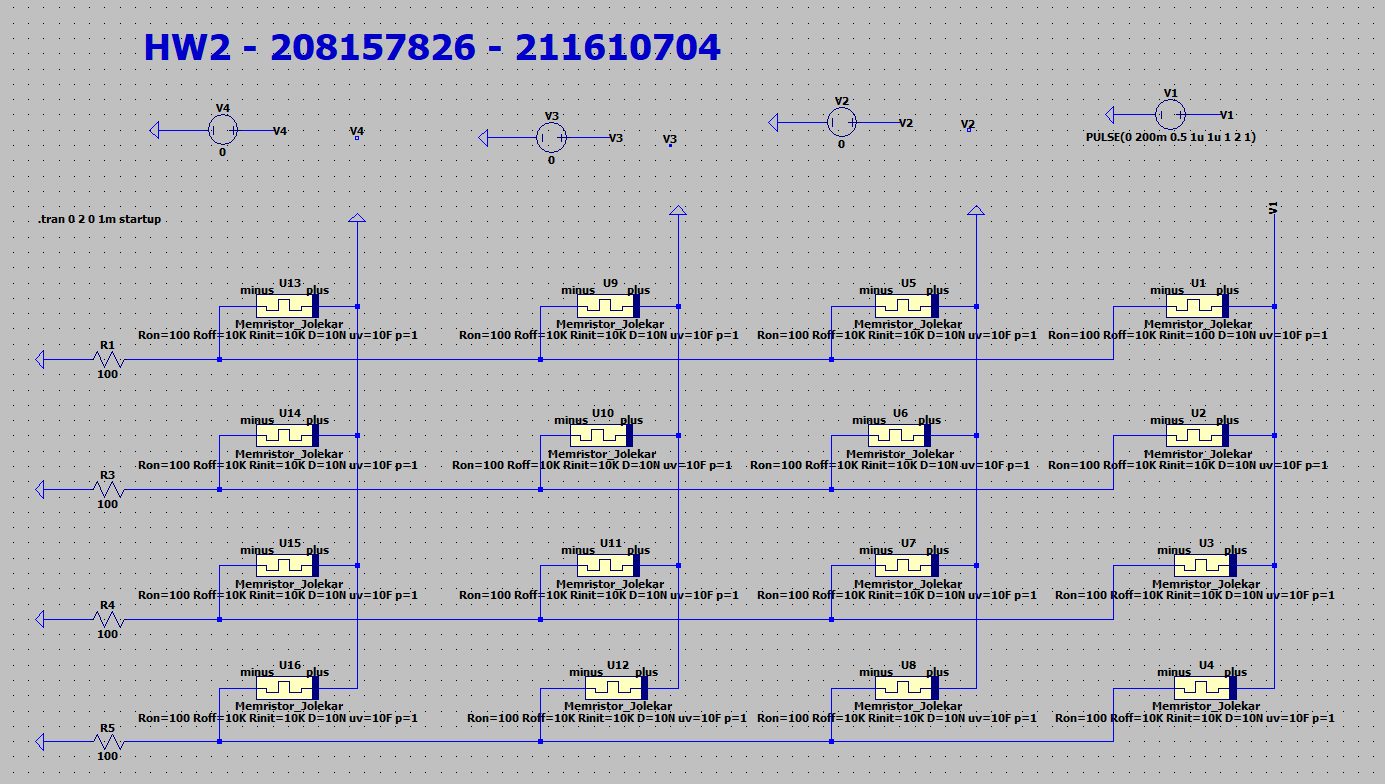 HW2 - 208157826 - 211610704
V4
V4
V4
0
V3
V3
V3
0
V2
V2
V2
0
V1
V1
PULSE(0 200m 0.5 1u 1u 1 2 1)
.tran 0 2 0 1m startup
V1
U13
minus plus
Memristor_Jolekar
Ron=100 Roff=10K Rinit=10K D=10N uv=10F p=1
U9
minus plus
Memristor_Jolekar
Ron=100 Roff=10K Rinit=10K D=10N uv=10F p=1
U5
minus plus
Memristor_Jolekar
Ron=100 Roff=10K Rinit=10K D=10N uv=10F p=1
U1
minus plus
Memristor_Jolekar
Ron=100 Roff=10K Rinit=100 D=10N uv=10F p=1
R1
100
U14
minus plus
Memristor_Jolekar
Ron=100 Roff=10K Rinit=10K D=10N uv=10F p=1
U10
minus plus
Memristor_Jolekar
Ron=100 Roff=10K Rinit=10K D=10N uv=10F p=1
U6
minus plus
Memristor_Jolekar
Ron=100 Roff=10K Rinit=10K D=10N uv=10F p=1
U2
minus plus
Memristor_Jolekar
Ron=100 Roff=10K Rinit=10K D=10N uv=10F p=1
R3
100
U15
minus plus
Memristor_Jolekar
Ron=100 Roff=10K Rinit=10K D=10N uv=10F p=1
U11
minus plus
Memristor_Jolekar
Ron=100 Roff=10K Rinit=10K D=10N uv=10F p=1
U7
minus plus
Memristor_Jolekar
Ron=100 Roff=10K Rinit=10K D=10N uv=10F p=1
U3
minus plus
Memristor_Jolekar
Ron=100 Roff=10K Rinit=10K D=10N uv=10F p=1
R4
100
U16
minus plus
Memristor_Jolekar
Ron=100 Roff=10K Rinit=10K D=10N uv=10F p=1
U12
minus plus
Memristor_Jolekar
Ron=100 Roff=10K Rinit=10K D=10N uv=10F p=1
U8
minus plus
Memristor_Jolekar
Ron=100 Roff=10K Rinit=10K D=10N uv=10F p=1
U4
minus plus
Memristor_Jolekar
Ron=100 Roff=10K Rinit=10K D=10N uv=10F p=1
R5
100